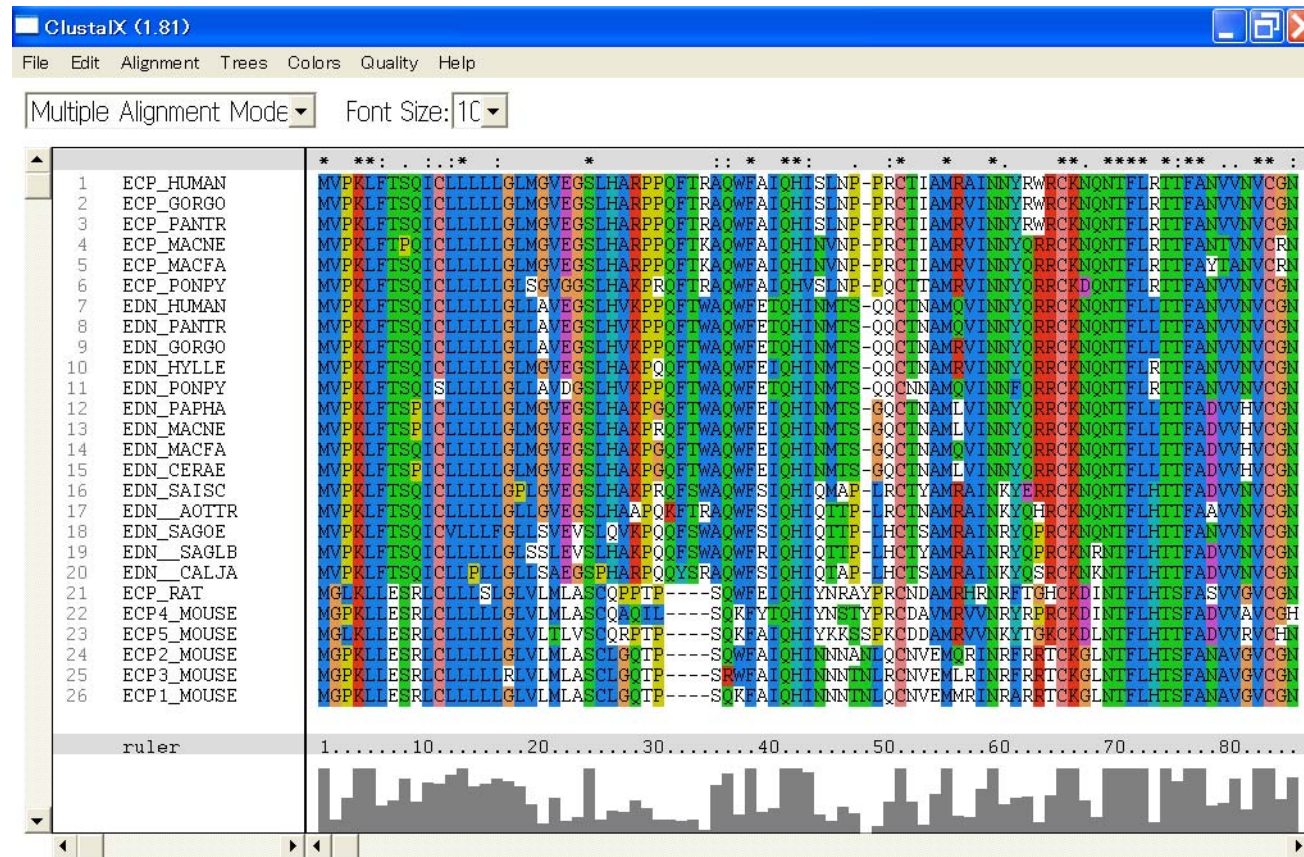 ClustalX (1.81)
File Edit Alignment Trees Colors Quality Help
Multiple Alignment Mode Font Size: 10
*  **: . :.:*  :       *           :: *  **:   .  :*   *   *.    **. **** *:** .. ** :
1 ECP_HUMAN MVPKLFTSQICLLLLLGLMGVEGSLHARPPQFTRAQWFAIQHISLNP-PRCTIAMRAINNYRWRCKNQNTFLRTTFANVVNVCGN
2 ECP_GORGO MVPKLFTSQICLLLLLGLMGVEGSLHARPPQFTRAQWFAIQHISLNP-PRCTIAMRVINNYRWRCKNQNTFLRTTFANVVNVCGN
3 ECP_PANTR MVPKLFTSQICLLLLLGLMGVEGSLHARPPQFTRAQWFAIQHISLNP-PRCTIAMRVINNYRWRCKNQNTFLRTTFANVVNVCGN
4 ECP_MACNE MVPKLFTPQICLLLLLGLMGVEGSLHARPPQFTKAQWFAIQHINVNP-PRCTIAMRVINNYQRRCKNQNTFLRTTFANTVNVCRN
5 ECP_MACFA MVPKLFTSQICLLLLLGLMGVEGSLHARPPQFTKAQWFAIQHINVNP-PRCTIAMRVINNYQRRCKNQNTFLRTTFAYTANVCRN
6 ECP_PONPY MVPKLFTSQICLLLLLGLSGVGGSLHAKPRQFTRAQWFAIQHVSLNP-PQCTTAMRVINNYQRRCKDQNTFLRTTFANVVNVCGN
7 EDN_HUMAN MVPKLFTSQICLLLLLGLLAVEGSLHVKPPQFTWAQWFETQHINMTS-QQCTNAMQVINNYQRRCKNQNTFLLTTFANVVNVCGN
8 EDN_PANTR MVPKLFTSQICLLLLLGLLAVEGSLHVKPPQFTWAQWFETQHINMTS-QQCTNAMQVINNYQRRCKNQNTFLLTTFANVVNVCGN
9 EDN_GORGO MVPKLFTSQICLLLLLGLLAVEGSLHVKPPQFTWAQWFETQHINMTS-QQCTNAMRVINNYQRRCKNQNTFLLTTFANVVNVCGN
10 EDN_HYLLE MVPKLFTSQICLLLLLGLLAVEGSLHVKPQQFTWAQWFETQHINMTS-QQCTNAMRVINNYQRRCKNQNTFLRTTFANVVNVCGN
11 EDN_PONPY MVPKLFTSQISLLLLLGLLAVDGSLHVKPPQFTWAQWFETQHINMTS-QQCNNAMQVINNFQRRCKNQNTFLRTTFANVVNVCGN
12 EDN_PAPHA MVPKLFTSPICLLLLLGLMGVEGSLHAKPGQFTWAQWFEIQHINMTS-GQCTNAMLVINNYQRRCKNQNTFLLTTFADVVHVCGN
13 EDN_MACNE MVPKLFTSPICLLLLLGLMGVEGSLHAKPRQFTWAQWFEIQHINMTS-GQCTNAMLVINNYQRRCKNQNTFLLTTFADVVHVCGN
14 EDN_MACFA MVPKLFTSQICLLLLLGLMGVEGSLHAKPGQFTWAQWFEIQHINMTS-GQCTNAMQVINNYQRRCKNQNTFLLTTFADVVHVCGN
15 EDN_CERAE MVPKLFTSPICLLLLLGLMGVEGSLHAKPGQFTWAQWFEIQHINMTS-GQCTNAMLVINNYQRRCKNQNTFLLTTFADVVHVCGN
16 EDN_SAISC MVPKLFTSQICLLLLLGPLGVEGSLHAKPRQFSWAQWFSIQHIQMAP-LRCTYAMRAINKYERRCKNQNTFLHTTFADVVNVCGN
17 EDN__AOTTR MVPKLFTSQICLLLLLGLLGVEGSLHAAPQKFTRAQWFSIQHIQTTP-LRCTNAMRAINKYQHRCKNQNTFLHTTFAAVVNVCGN
18 EDN_SAGOE MVPKLFTSQICVLLLFGLLSVEVSLQVKPQQFSWAQWFSIQHIQTTP-LHCTSAMRAINRYQPRCKNQNTFLHTTFADVVNVCGN
19 EDN__SAGLB MVPKLFTSQICLLLLLGLSSLEVSLHAKPQQFSWAQWFRIQHIQTTP-LHCTYAMRAINRYQPRCKNRNTFLHTTFADVVNVCGN
20 EDN__CALJA MVPKLFTSQICLLPLLGLLSAEGSPHARPQQYSRAQWFSIQHIQTAP-LHCTSAMRAINKYQSRCKNKNTFLHTTFADVVNVCGN
21 ECP_RAT MGLKLLESRLCLLLSLGLVLMLASCQPPTP----SQWFEIQHIYNRAYPRCNDAMRHRNRFTGHCKDINTFLHTSFASVVGVCGN
22 ECP4_MOUSE MGPKLLESRLCLLLLLGLVLMLASCQAQIL----SQKFYTQHIYNSTYPRCDAVMRVVNRYRPRCKDINTFLHTSFADVVAVCGH
23 ECP5_MOUSE MGLKLLESRLCLLLLLGLVLTLVSCQRPTP----SQKFAIQHIYKKSSPKCDDAMRVVNKYTGKCKDLNTFLHTTFADVVRVCHN
24 ECP2_MOUSE MGPKLLESRLCLLLLLGLVLMLASCLGQTP----SQWFAIQHINNNANLQCNVEMQRINRFRRTCKGLNTFLHTSFANAVGVCGN
25 ECP3_MOUSE MGPKLLESRLCLLLLLRLVLMLASCLGQTP----SRWFAIQHINNNTNLRCNVEMLRINRFRRTCKGLNTFLHTSFANAVGVCGN
26 ECP1_MOUSE MGPKLLESRLCLLLLLGLVLMLASCLGQTP----SQKFAIQHINNNTNLQCNVEMMRINRARRTCKGLNTFLHTSFANAVGVCGN
ruler 1.......10........20........30........40........50........60........70........80......